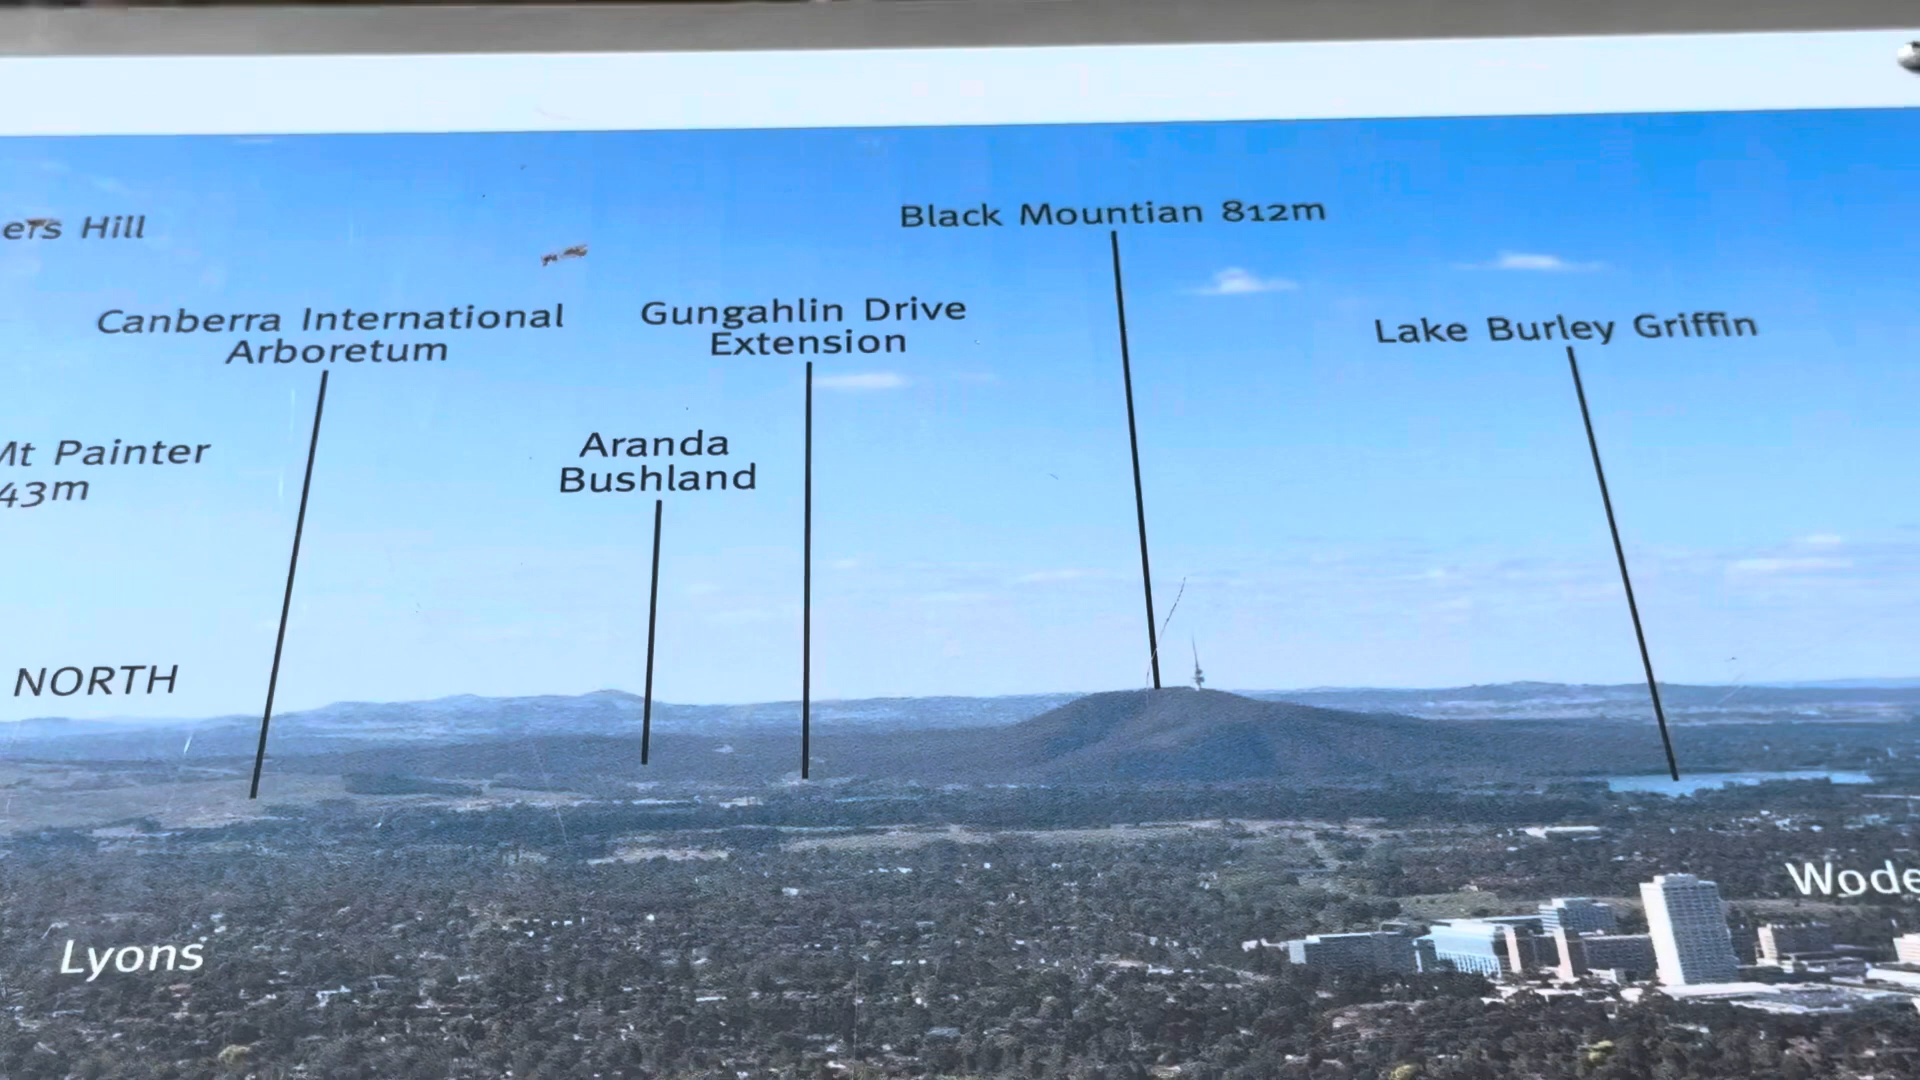 ers Hill
Canberra International
Arboretum
Mt Painter
43m
NORTH
Lyons
Aranda
Bushland
Gungahlin Drive
Extension
Black Mountian 812m
Lake Burley Griffin
Wode